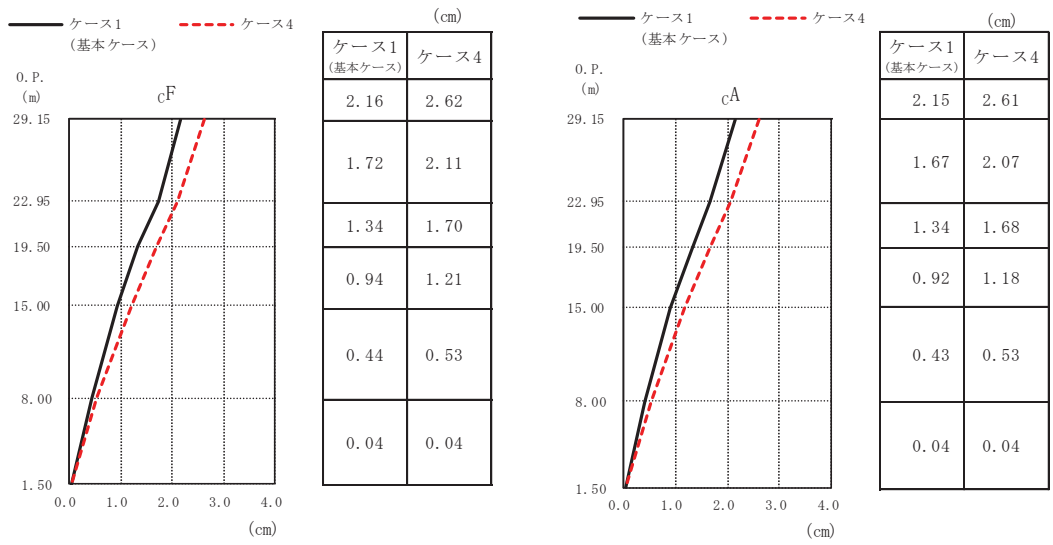 ケース1
(基本ケース)
ケース4
O.P.
(m)
cF
29.15
22.95
19.50
15.00
8.00
1.50
0.0 1.0 2.0 3.0 4.0
(cm)
(cm)
ケース1
(基本ケース)
ケース4
2.16 2.62
1.72 2.11
1.34 1.70
0.94 1.21
0.44 0.53
0.04 0.04
ケース1
(基本ケース)
ケース4
O.P.
(m)
cA
29.15
22.95
19.50
15.00
8.00
1.50
0.0 1.0 2.0 3.0 4.0
(cm)
(cm)
ケース1
(基本ケース)
ケース4
2.15 2.61
1.67 2.07
1.34 1.68
0.92 1.18
0.43 0.53
0.04 0.04